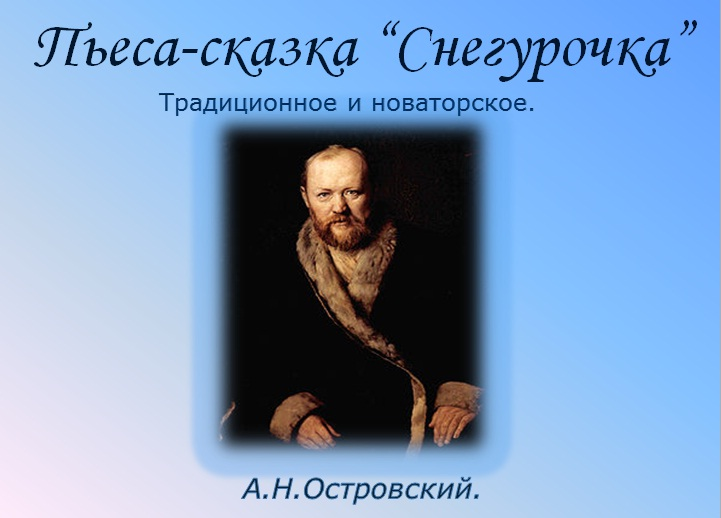 Пьеса-сказка “Снегурочка”
Традиционное и новаторское.
А.Н.Островский.